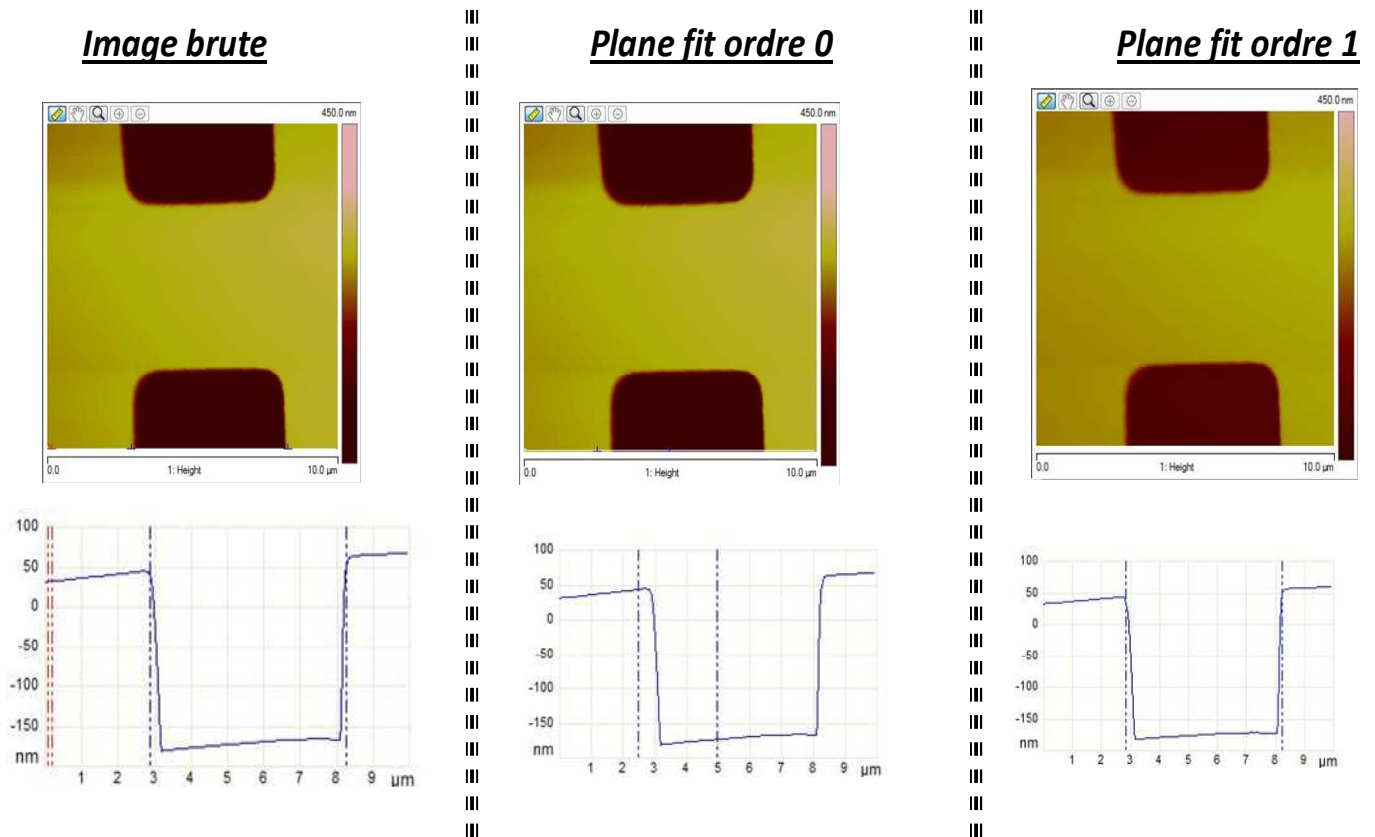 Image brute
Plane fit ordre 0
Plane fit ordre 1
450.0 nm
0.0 1: Height 10.0 µm
450.0 nm
0.0 1: Height 10.0 µm
450.0 nm
0.0 1: Height 10.0 µm
100
50
0
-50
-100
-150
nm
1 2 3 4 5 6 7 8 9 µm
100
50
0
-50
-100
-150
nm
1 2 3 4 5 6 7 8 9 µm
100
50
0
-50
-100
-150
nm
1 2 3 4 5 6 7 8 9 µm